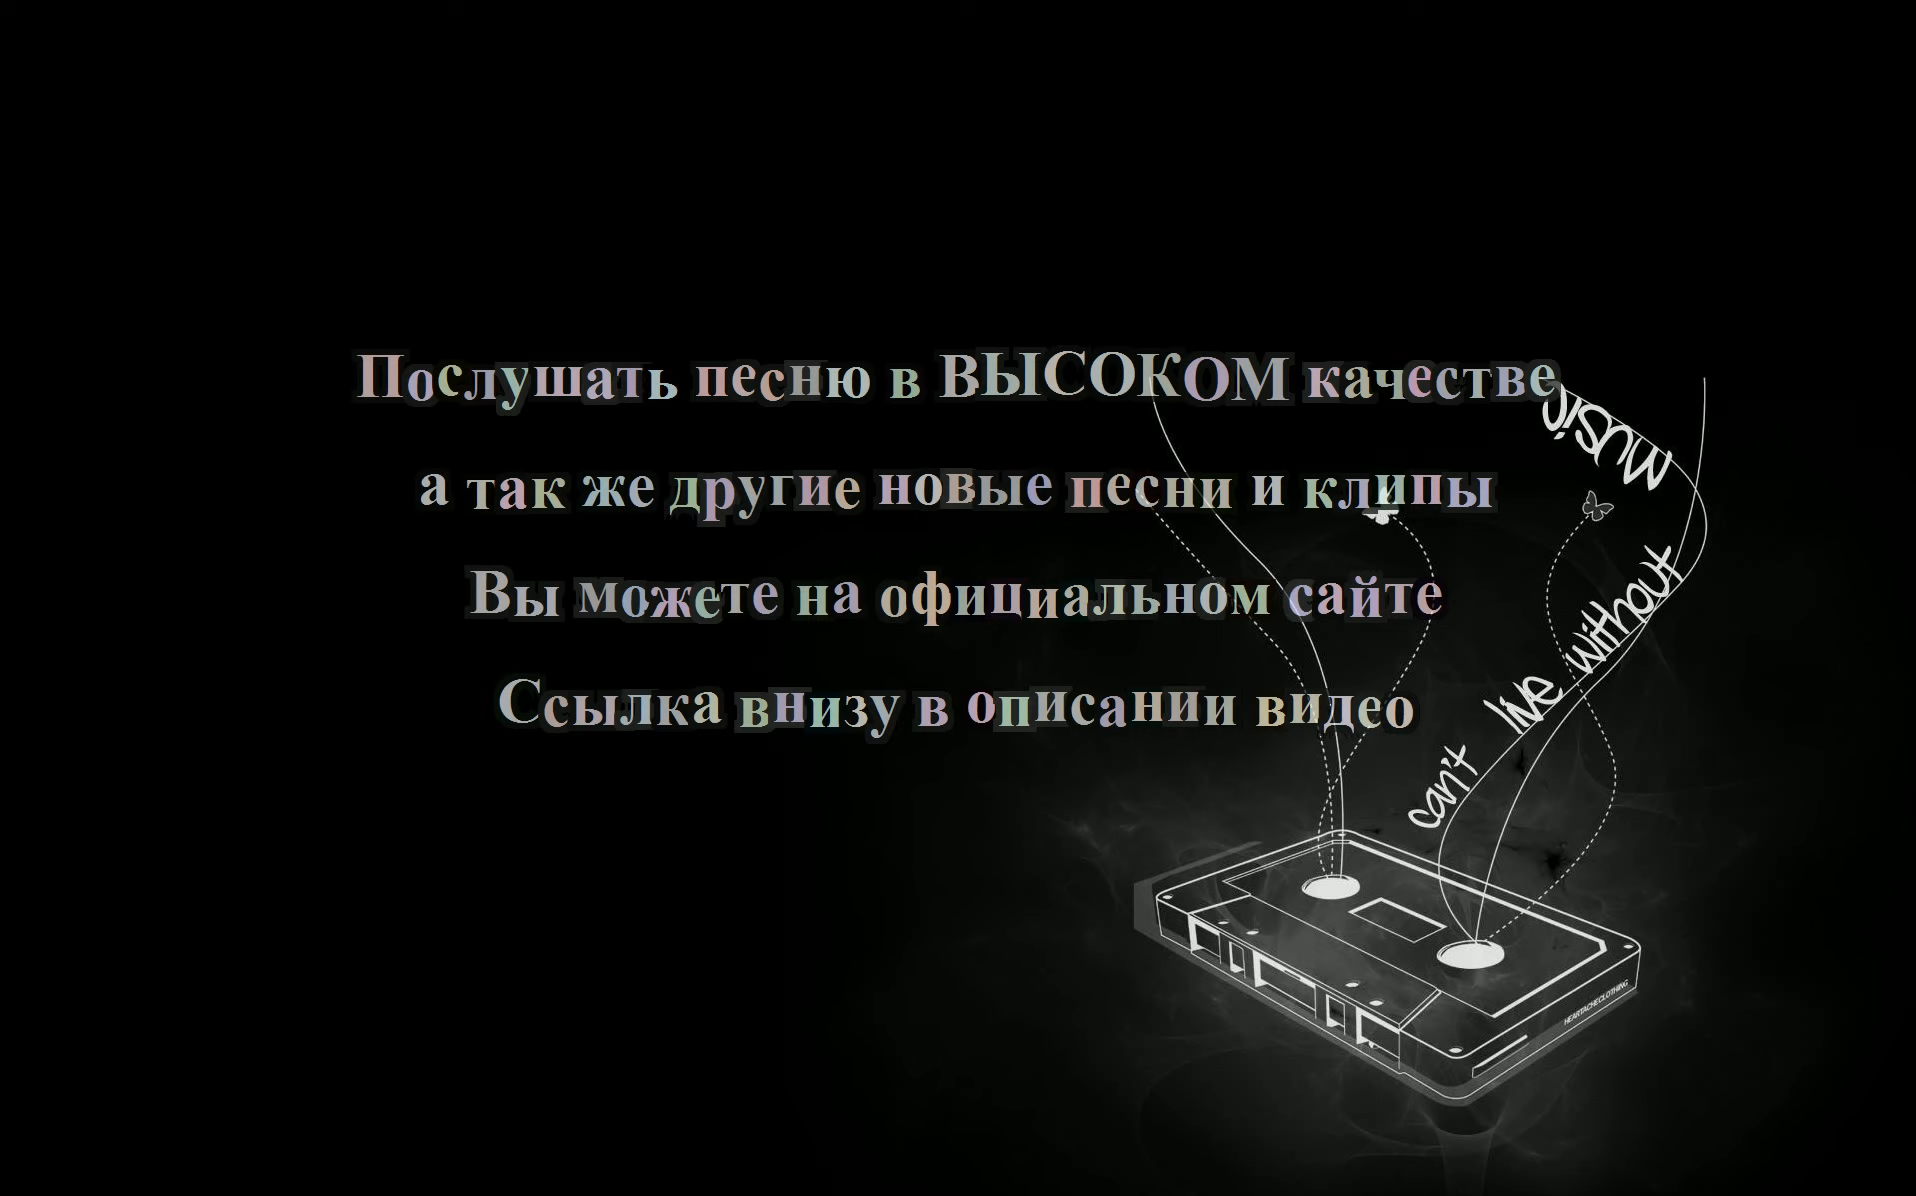 Послушать песню в ВЫСОКОМ качестве
а так же другие новые песни и клипы
Вы можете на официальном сайте
Ссылка внизу в описании видео
can't live without music
HEARTACHECLOTHING